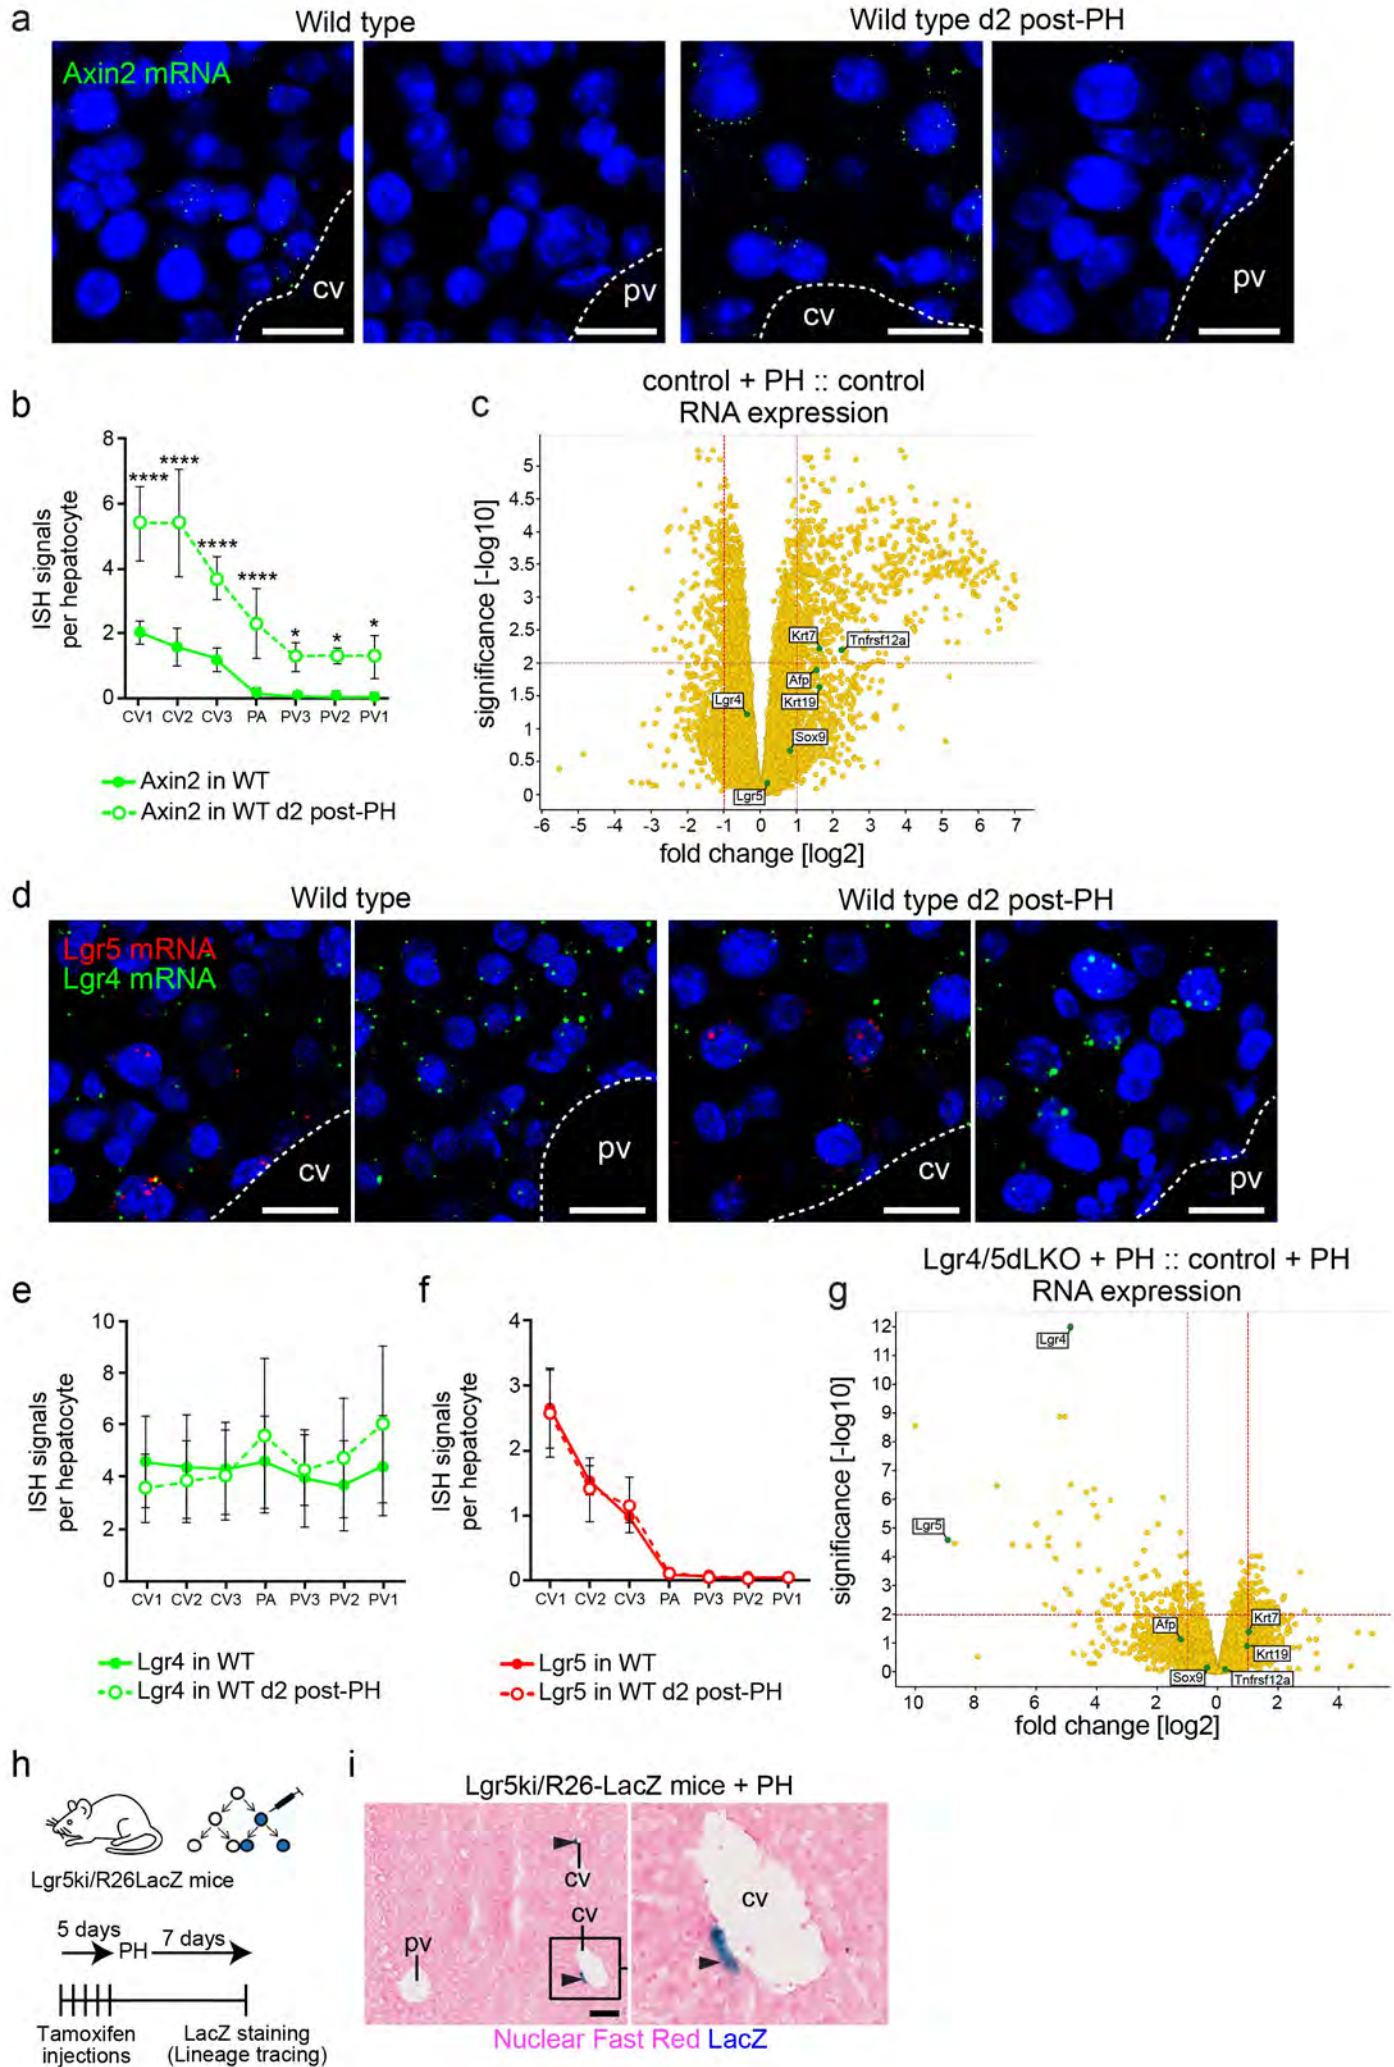 a
Wild type
Wild type d2 post-PH
Axin2 mRNA
cv
pv
cv
pv
b
ISH signals
per hepatocyte
8
6
4
2
0
****
****
****
****
*
*
*
CV1 CV2 CV3 PA PV3 PV2 PV1
Axin2 in WT
Axin2 in WT d2 post-PH
c
control + PH :: control
RNA expression
significance [-log10]
5
4.5
4
3.5
3
2.5
2
1.5
1
0.5
0
Krt7
Tnfrsf12a
Afp
Lgr4
Krt19
Sox9
Lgr5
-6 -5 -4 -3 -2 -1 0 1 2 3 4 5 6 7
fold change [log2]
d
Wild type
Wild type d2 post-PH
Lgr5 mRNA
Lgr4 mRNA
cv
pv
cv
pv
e
ISH signals
per hepatocyte
10
8
6
4
2
0
CV1 CV2 CV3 PA PV3 PV2 PV1
Lgr4 in WT
Lgr4 in WT d2 post-PH
f
ISH signals
per hepatocyte
4
3
2
1
0
CV1 CV2 CV3 PA PV3 PV2 PV1
Lgr5 in WT
Lgr5 in WT d2 post-PH
g
Lgr4/5dLKO + PH :: control + PH
RNA expression
significance [-log10]
12
11
10
9
8
7
6
5
4
3
2
1
0
Lgr4
Lgr5
Afp
Krt7
Krt19
Sox9
Tnfrsf12a
10 8 6 4 2 0 2 4
fold change [log2]
h
Lgr5ki/R26LacZ mice
5 days
PH
7 days
Tamoxifen
injections
LacZ staining
(Lineage tracing)
i
Lgr5ki/R26-LacZ mice + PH
cv
cv
pv
cv
Nuclear Fast Red LacZ